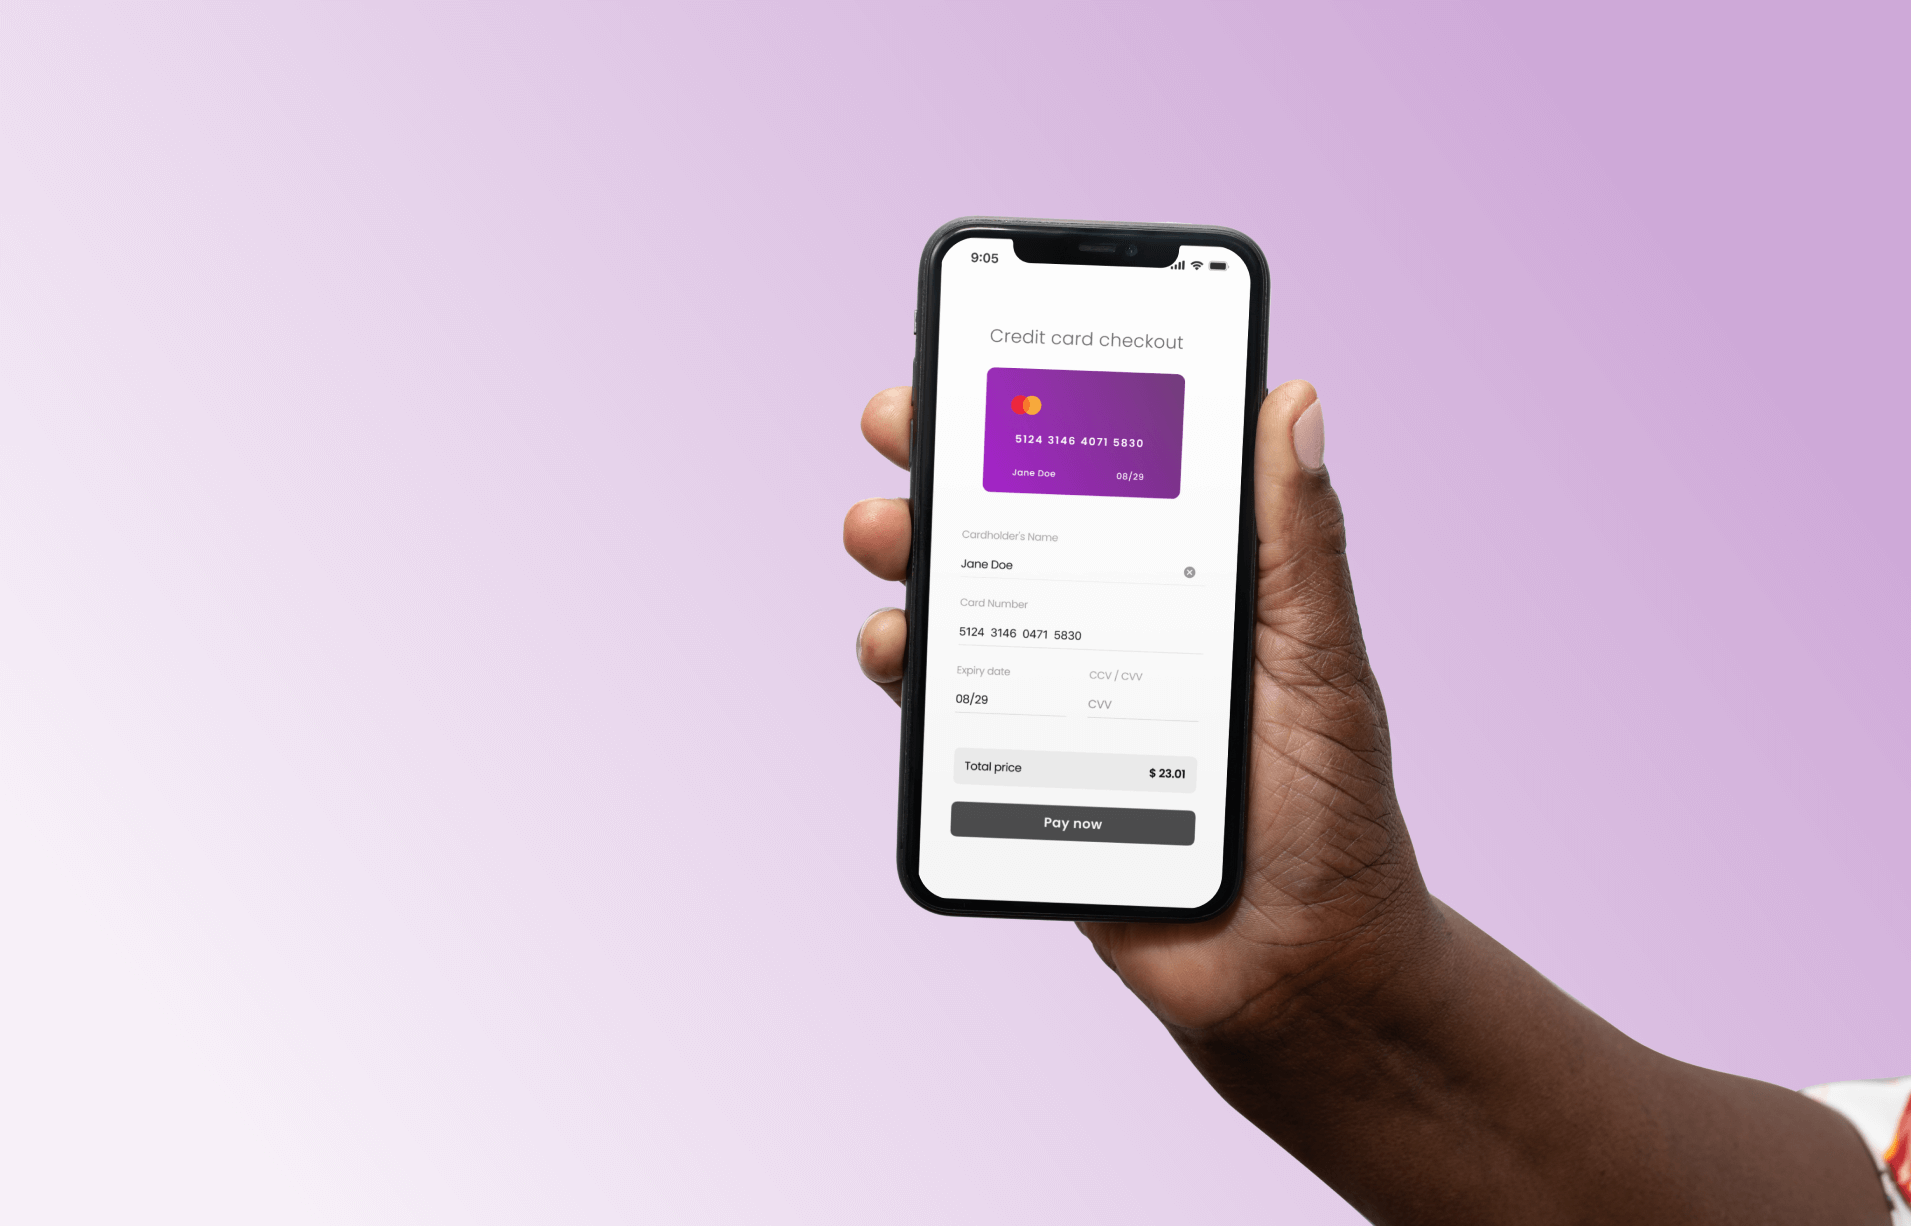 9:05
Credit card checkout
5124 3146 4071 5830
Jane Doe 08/29
Cardholder's Name
Jane Doe
Card Number
5124 3146 0471 5830
Expiry date CCV / CVV
08/29 CVV
Total price $ 23.01
Pay now